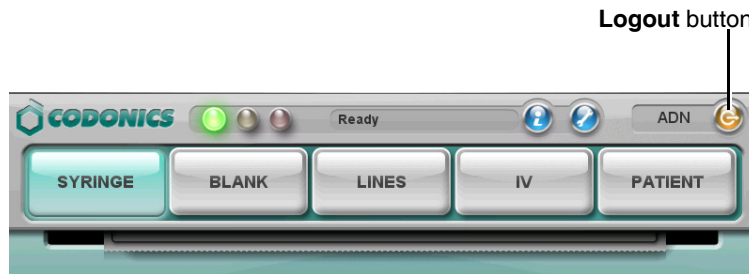 Logout button
CODONICS Ready ADN
SYRINGE BLANK LINES IV PATIENT